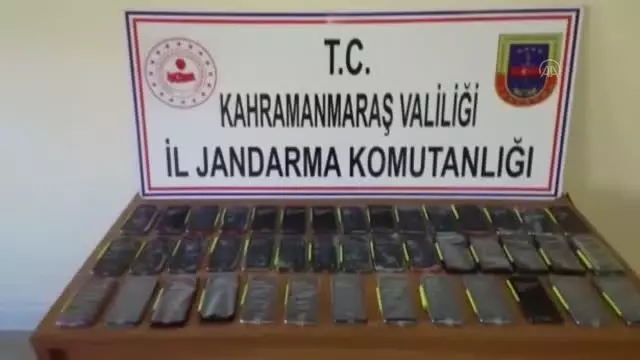 T.C.
KAHRAMANMARAŞ VALİLİĞİ
İL JANDARMA KOMUTANLIĞI